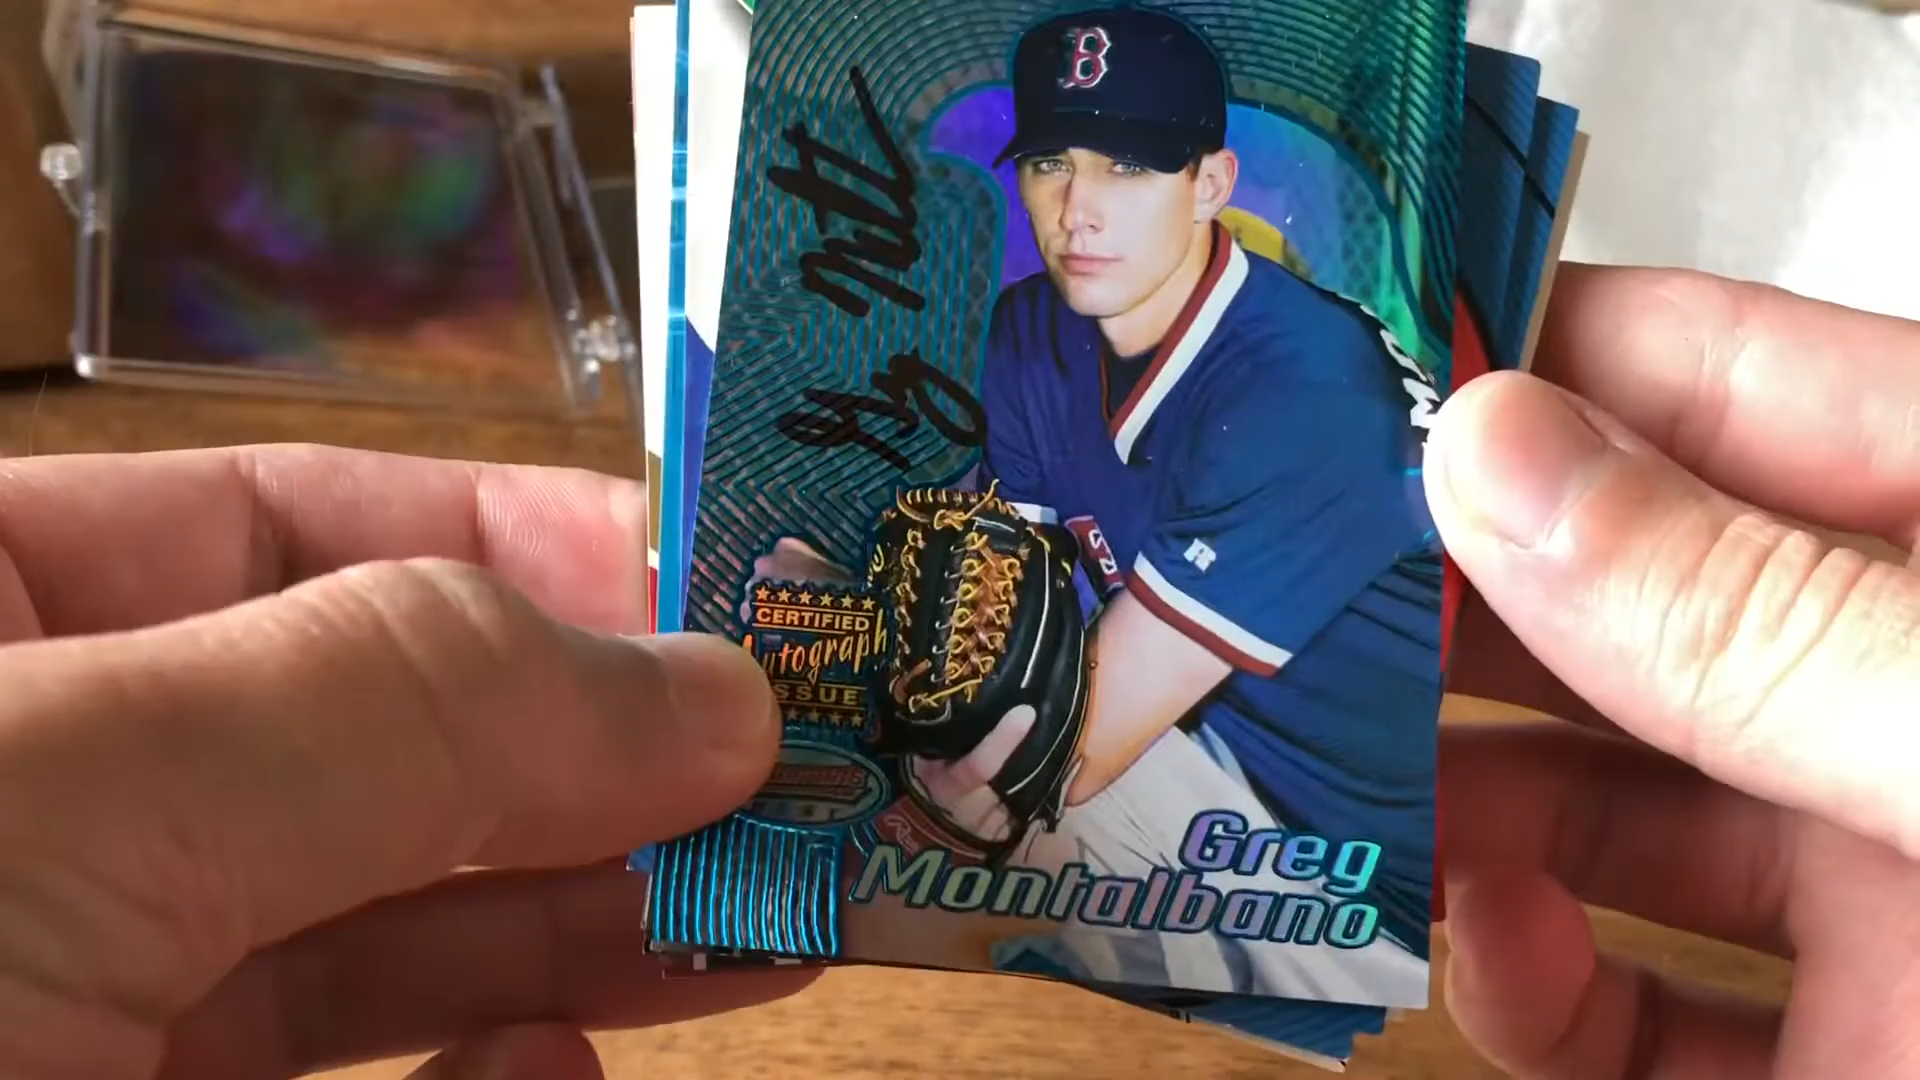 B
CERTIFIED
Autograph
ISSUE
Greg
Montalbano